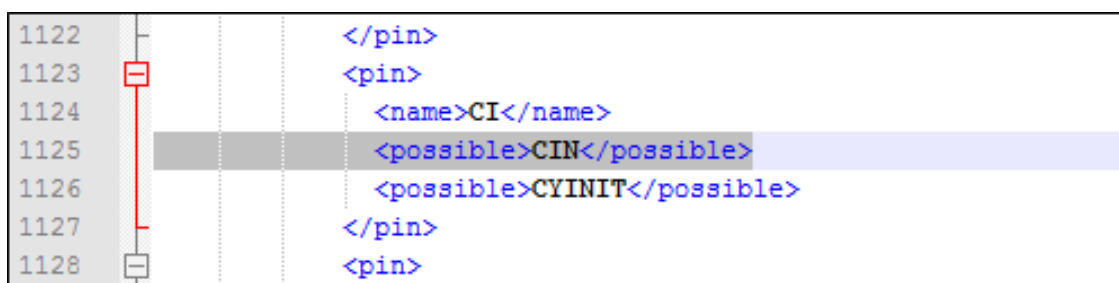 1122 </pin>
1123 <pin>
1124 <name>CI</name>
1125 <possible>CIN</possible>
1126 <possible>CYINIT</possible>
1127 </pin>
1128 <pin>